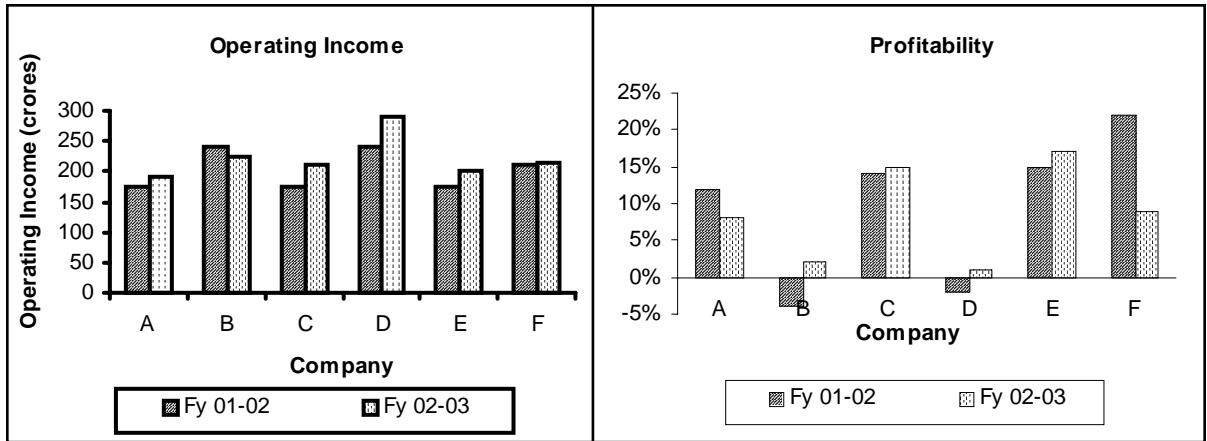 Operating Income
Operating Income (crores)
300
250
200
150
100
50
0
A B C D E F
Company
Fy 01-02 Fy 02-03
Profitability
25%
20%
15%
10%
5%
0%
-5%
A B C D E F
Company
Fy 01-02 Fy 02-03